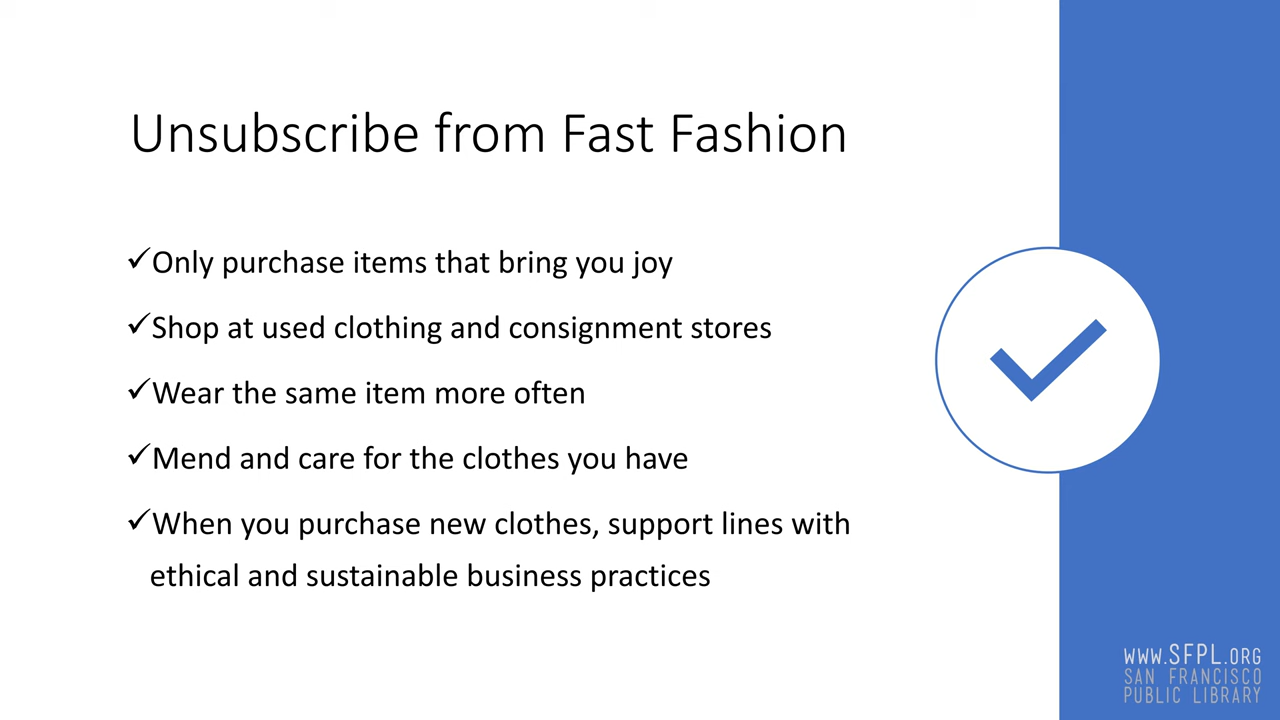 Unsubscribe from Fast Fashion
✓Only purchase items that bring you joy
✓Shop at used clothing and consignment stores
✓Wear the same item more often
✓Mend and care for the clothes you have
✓When you purchase new clothes, support lines with
ethical and sustainable business practices
WWW.SFPL.ORG
SAN FRANCISCO
PUBLIC LIBRARY